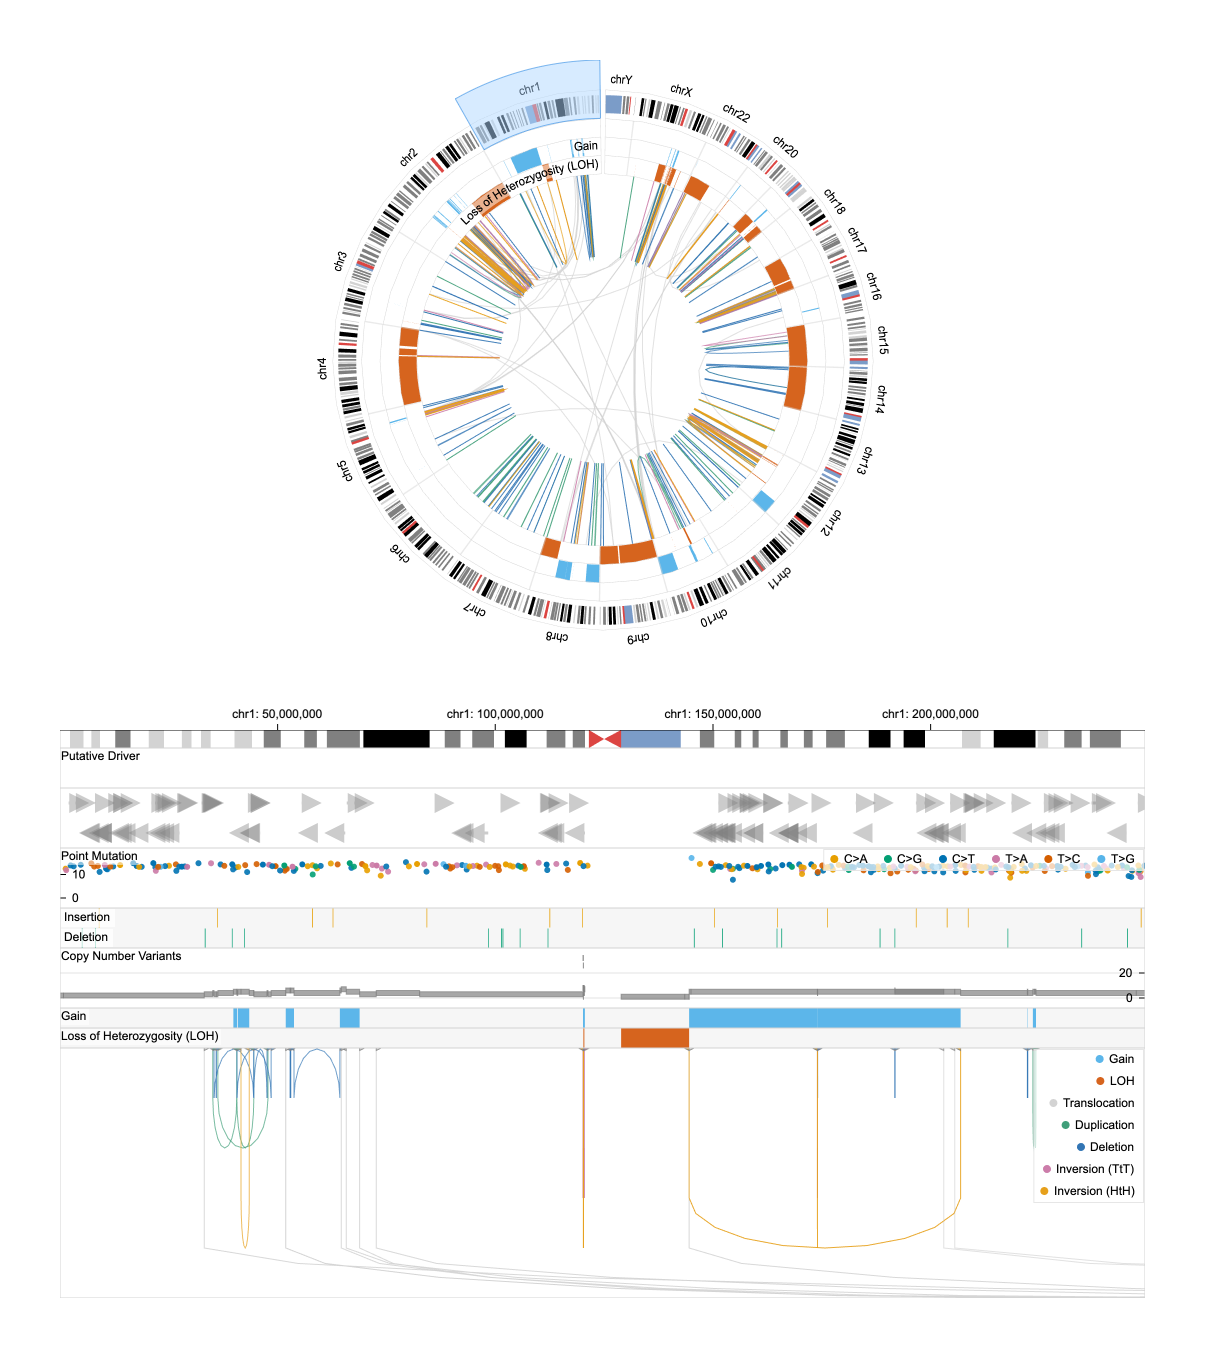 chrY
chrX
chr22
chr20
chr18
chr17
chr16
chr15
chr14
chr13
chr12
chr11
chr10
chr9
chr8
chr7
chr6
chr5
chr4
chr3
chr2
chr1
Gain
Loss of Heterozygosity (LOH)
chr1: 50,000,000 chr1: 100,000,000 chr1: 150,000,000 chr1: 200,000,000
Putative Driver
Point Mutation
C>A C>G C>T T>A T>C T>G
10
0
Insertion
Deletion
Copy Number Variants
20
0
Gain
Loss of Heterozygosity (LOH)
Gain
LOH
Translocation
Duplication
Deletion
Inversion (TtT)
Inversion (HtH)